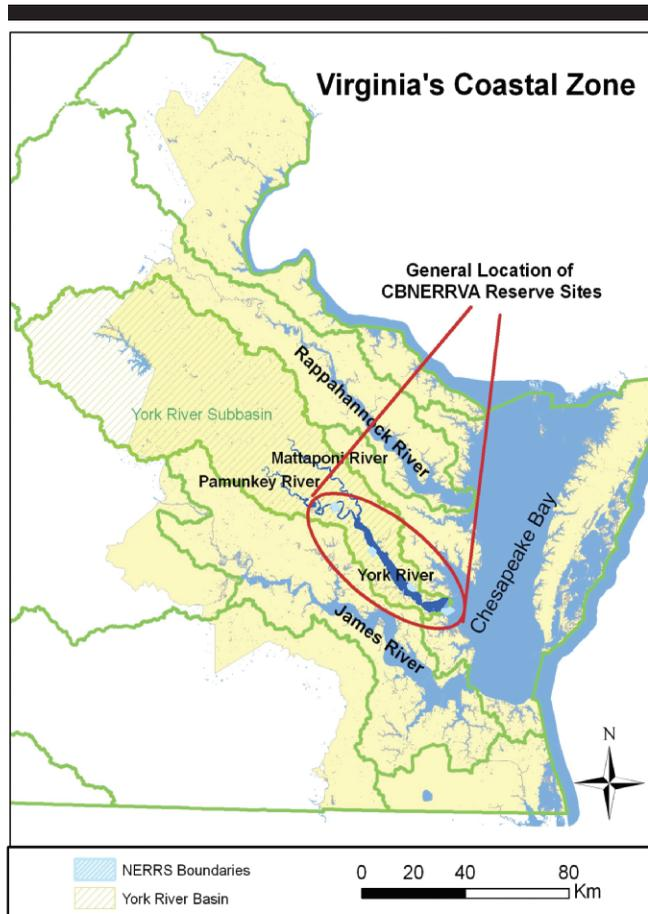 Virginia's Coastal Zone
General Location of
CBNERRVA Reserve Sites
Rappahannock River
York River Subbasin
Mattaponi River
Pamunkey River
York River
Chesapeake Bay
James River
N
NERRS Boundaries
York River Basin
0 20 40 80
Km